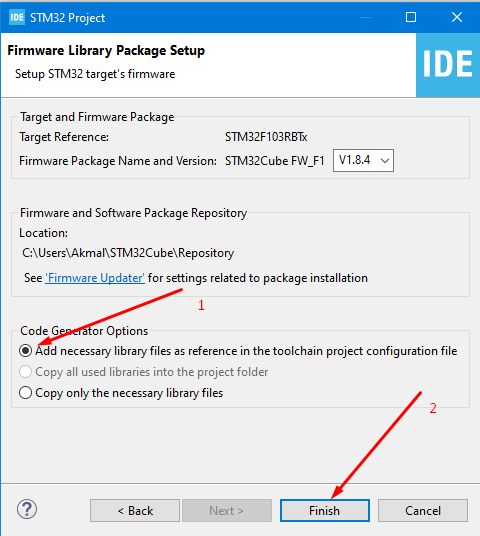 IDE STM32 Project
Firmware Library Package Setup
Setup STM32 target's firmware
IDE
Target and Firmware Package
Target Reference: STM32F103RBTx
Firmware Package Name and Version: STM32Cube FW_F1 V1.8.4
Firmware and Software Package Repository
Location:
C:\Users\Akmal\STM32Cube\Repository
See 'Firmware Updater' for settings related to package installation
1
Code Generator Options
Add necessary library files as reference in the toolchain project configuration file
Copy all used libraries into the project folder
Copy only the necessary library files
2
? < Back Next > Finish Cancel